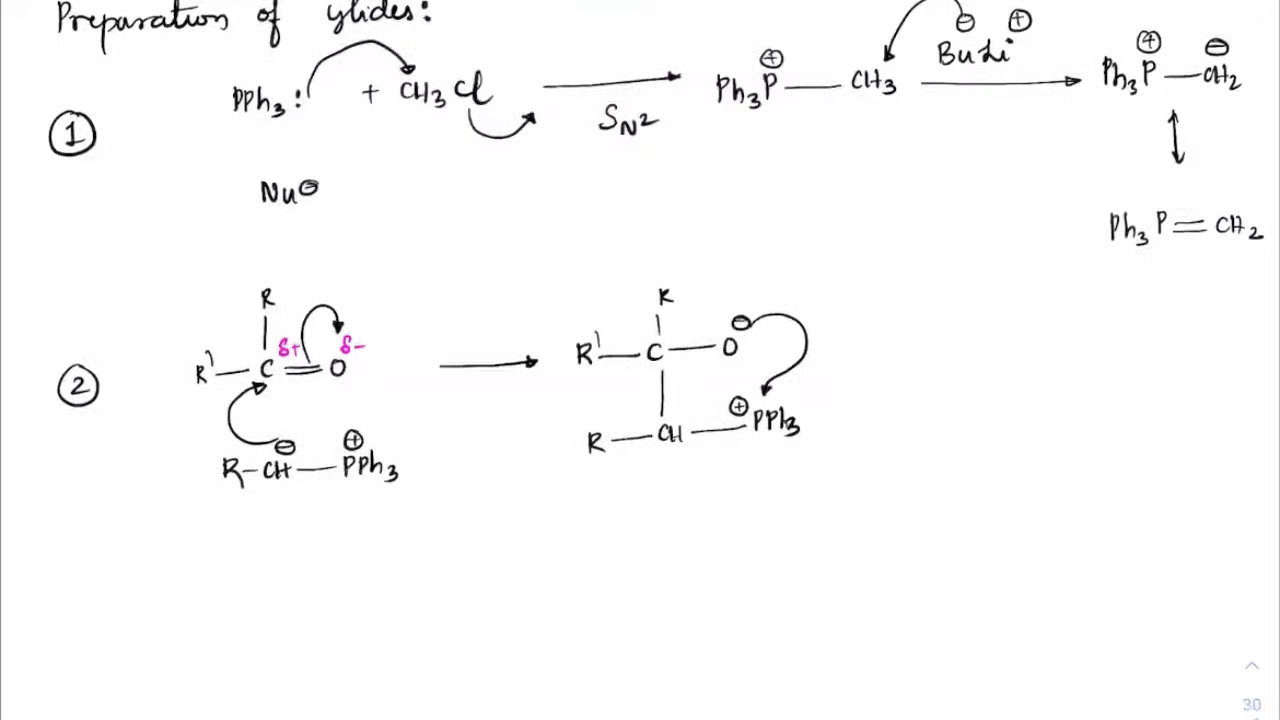 Preparation of Ylides:
PPh3: + CH3Cl → Ph3P⊕—CH3 BuLi ⊖ ⊕ → Ph3P⊕—CH2⊖
1 SN2
↕
Nu⊖
Ph3P=CH2
R R
R'—C=O δ+ δ- → R'—C—O⊖
2
R—CH—⊕PPh3
R-CH⊖—PPh3⊕
30